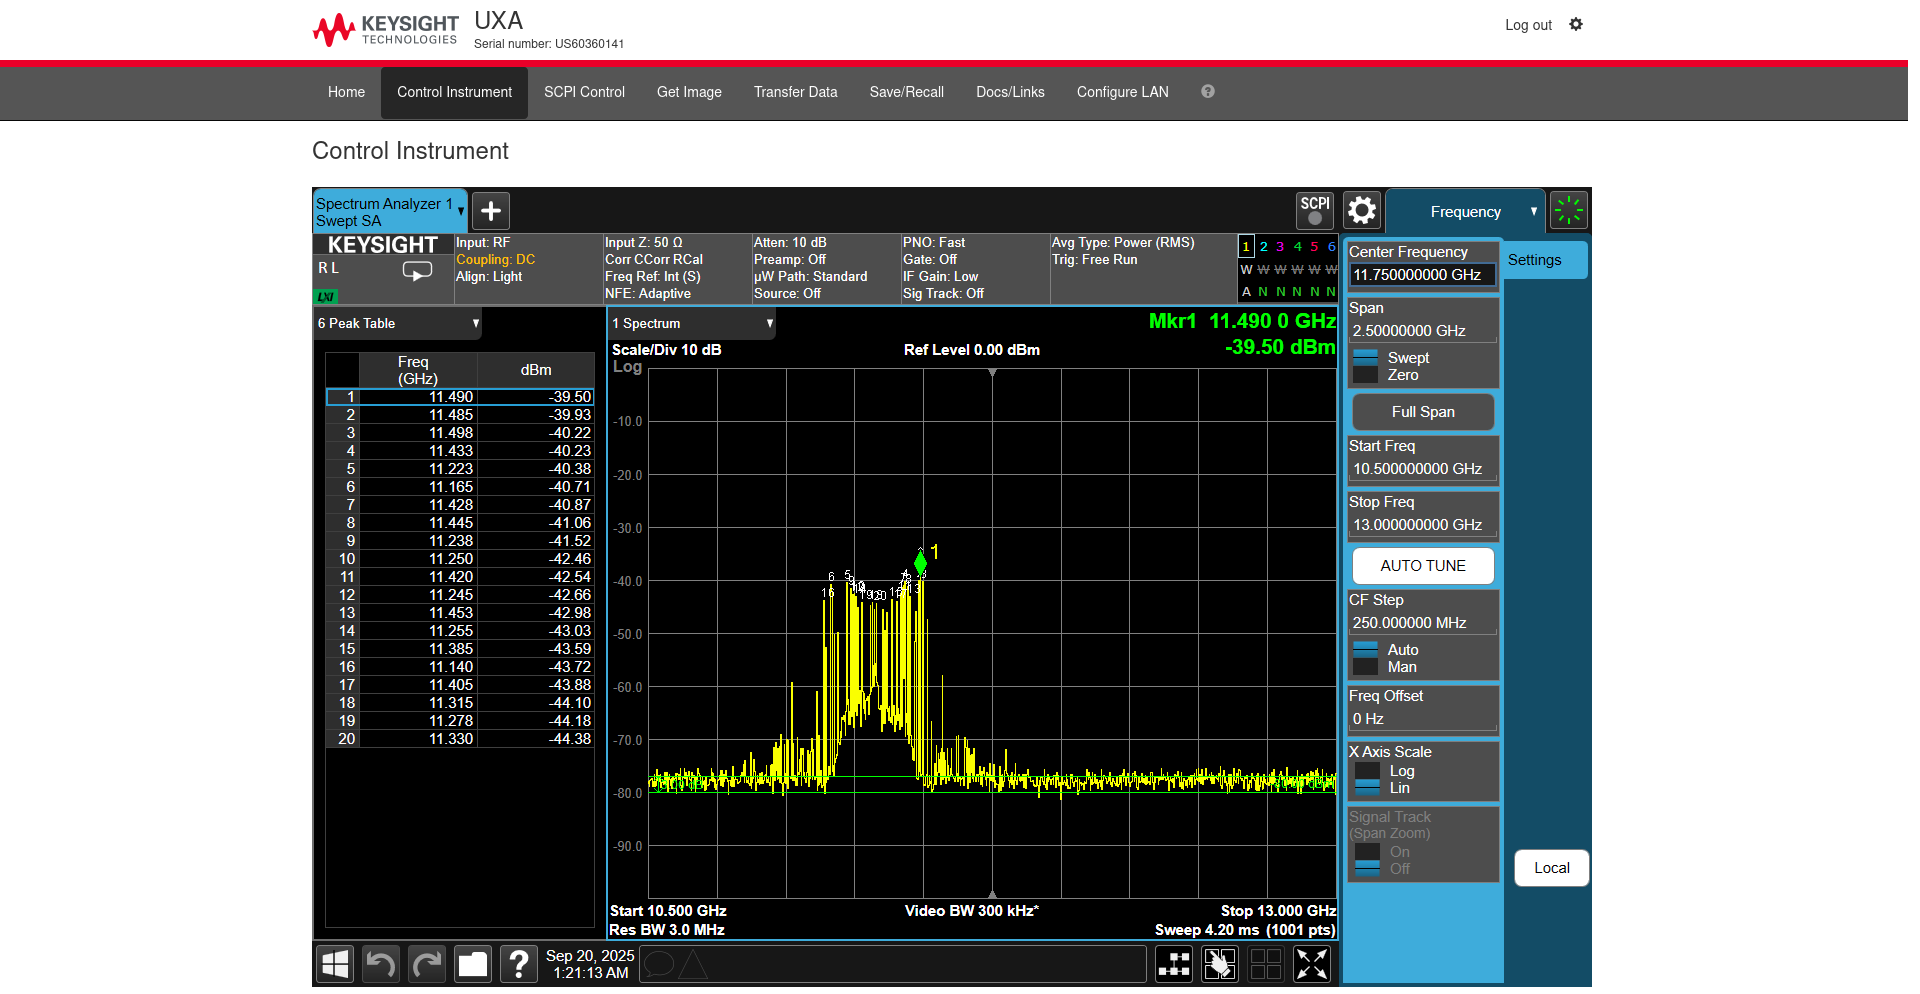 KEYSIGHT
TECHNOLOGIES
UXA
Serial number: US60360141
Log out
Home
Control Instrument
SCPI Control
Get Image
Transfer Data
Save/Recall
Docs/Links
Configure LAN
?
Control Instrument
Spectrum Analyzer 1
Swept SA
SCPI
Frequency
KEYSIGHT
R L
LXI
Input: RF
Coupling: DC
Align: Light
Input Z: 50 Ω
Corr CCorr RCal
Freq Ref: Int (S)
NFE: Adaptive
Atten: 10 dB
Preamp: Off
µW Path: Standard
Source: Off
PNO: Fast
Gate: Off
IF Gain: Low
Sig Track: Off
Avg Type: Power (RMS)
Trig: Free Run
1 2 3 4 5 6
W W W W W W
A N N N N N
6 Peak Table
Freq (GHz) dBm
1 11.490 -39.50
2 11.485 -39.93
3 11.498 -40.22
4 11.433 -40.23
5 11.223 -40.38
6 11.165 -40.71
7 11.428 -40.87
8 11.445 -41.06
9 11.238 -41.52
10 11.250 -42.46
11 11.420 -42.54
12 11.245 -42.66
13 11.453 -42.98
14 11.255 -43.03
15 11.385 -43.59
16 11.140 -43.72
17 11.405 -43.88
18 11.315 -44.10
19 11.278 -44.18
20 11.330 -44.38
1 Spectrum
Mkr1 11.490 0 GHz
-39.50 dBm
Scale/Div 10 dB
Ref Level 0.00 dBm
Log
-10.0
-20.0
-30.0
-40.0
-50.0
-60.0
-70.0
-80.0
-90.0
1
6
5
16
Start 10.500 GHz
Video BW 300 kHz*
Stop 13.000 GHz
Res BW 3.0 MHz
Sweep 4.20 ms (1001 pts)
Settings
Center Frequency
11.750000000 GHz
Span
2.50000000 GHz
Swept
Zero
Full Span
Start Freq
10.500000000 GHz
Stop Freq
13.000000000 GHz
AUTO TUNE
CF Step
250.000000 MHz
Auto
Man
Freq Offset
0 Hz
X Axis Scale
Log
Lin
Signal Track
(Span Zoom)
On
Off
Local
?
Sep 20, 2025
1:21:13 AM